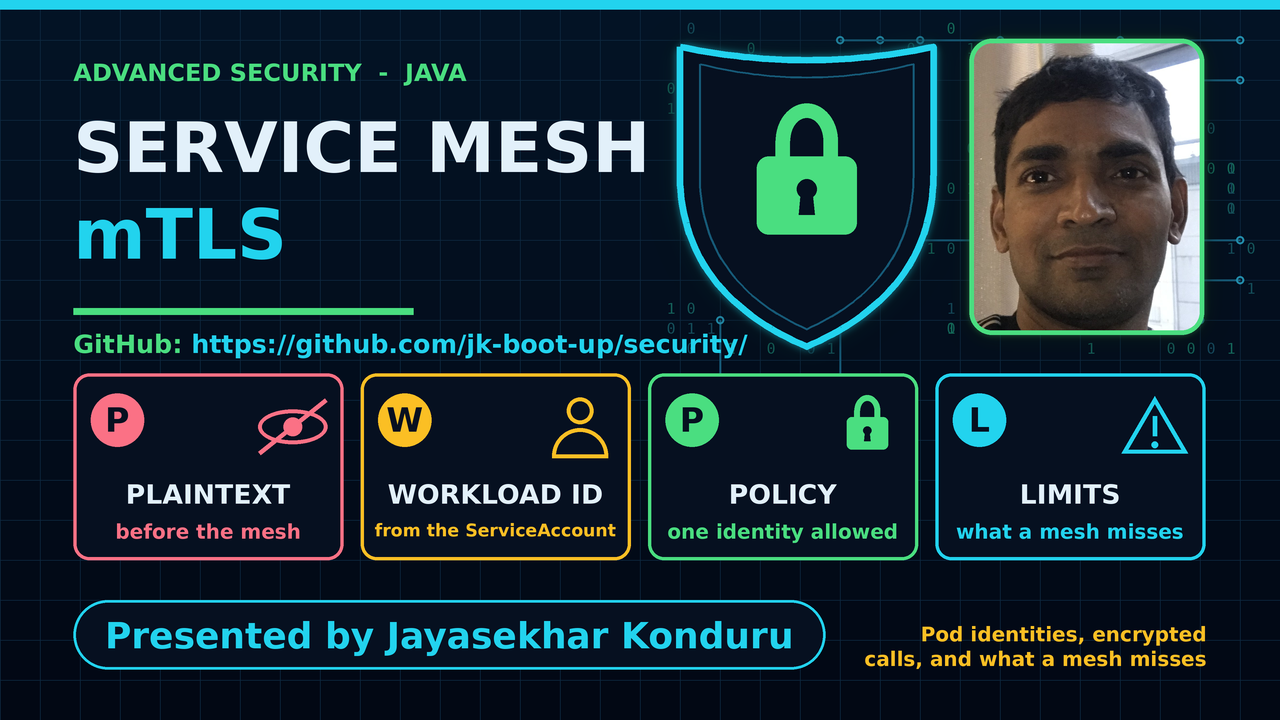 ADVANCED SECURITY - JAVA
SERVICE MESH
mTLS
GitHub: https://github.com/jk-boot-up/security/
P
PLAINTEXT
before the mesh
W
WORKLOAD ID
from the ServiceAccount
P
POLICY
one identity allowed
L
LIMITS
what a mesh misses
Presented by Jayasekhar Konduru
Pod identities, encrypted
calls, and what a mesh misses